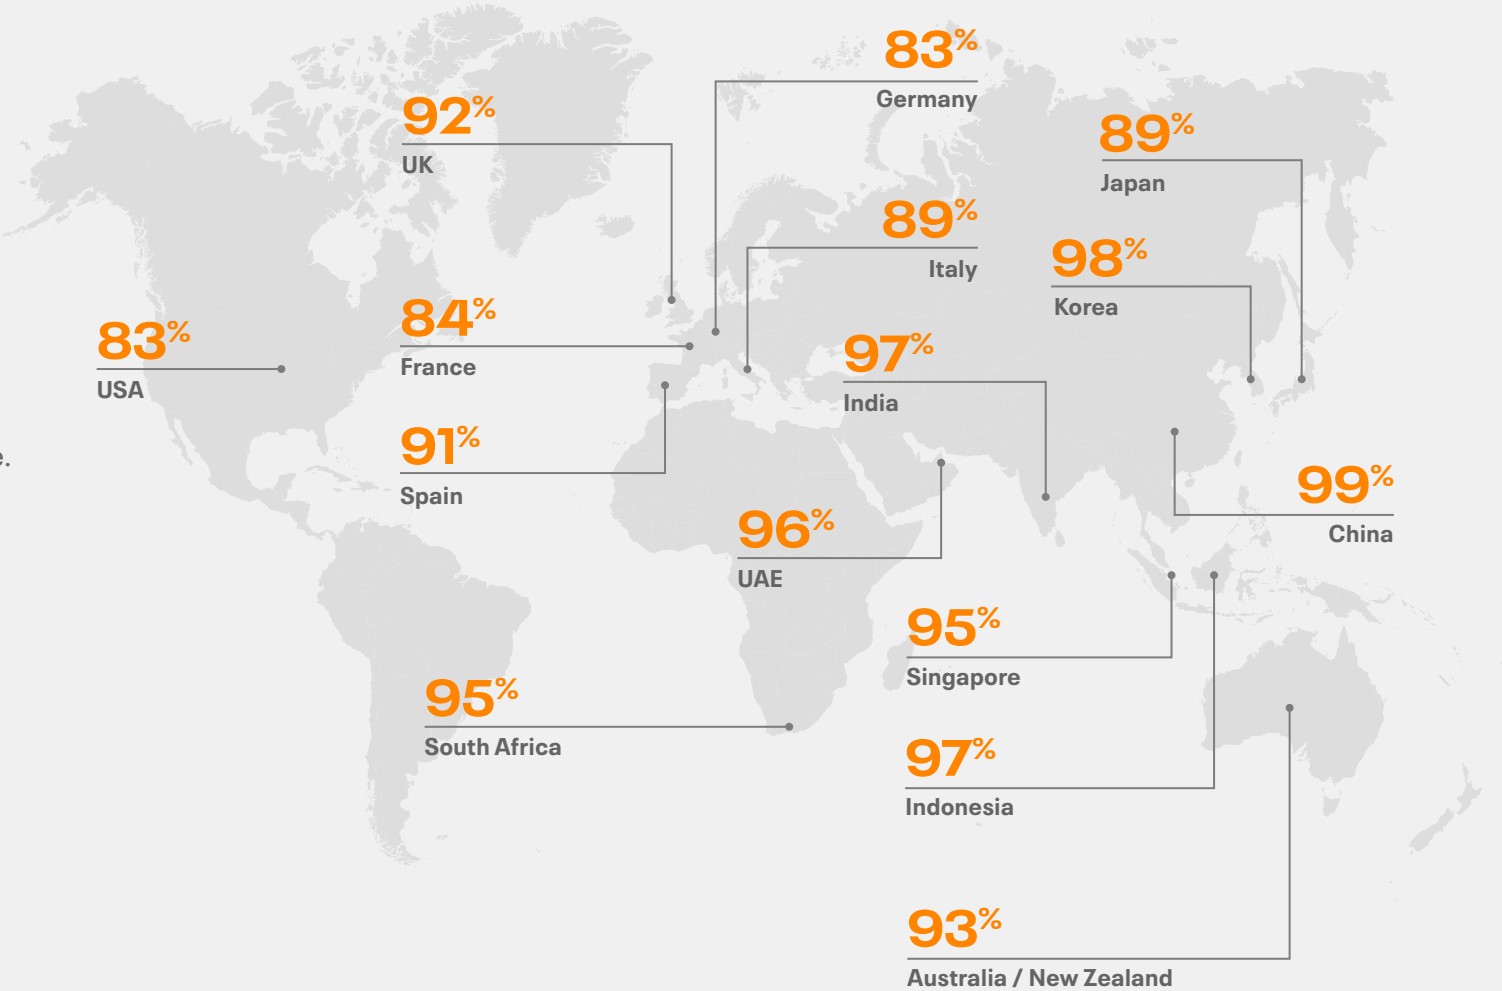 83%
Germany
92%
UK
89%
Japan
89%
Italy
98%
Korea
84%
France
83%
USA
97%
India
91%
Spain
e.
99%
China
96%
UAE
95%
Singapore
95%
South Africa
97%
Indonesia
93%
Australia / New Zealand